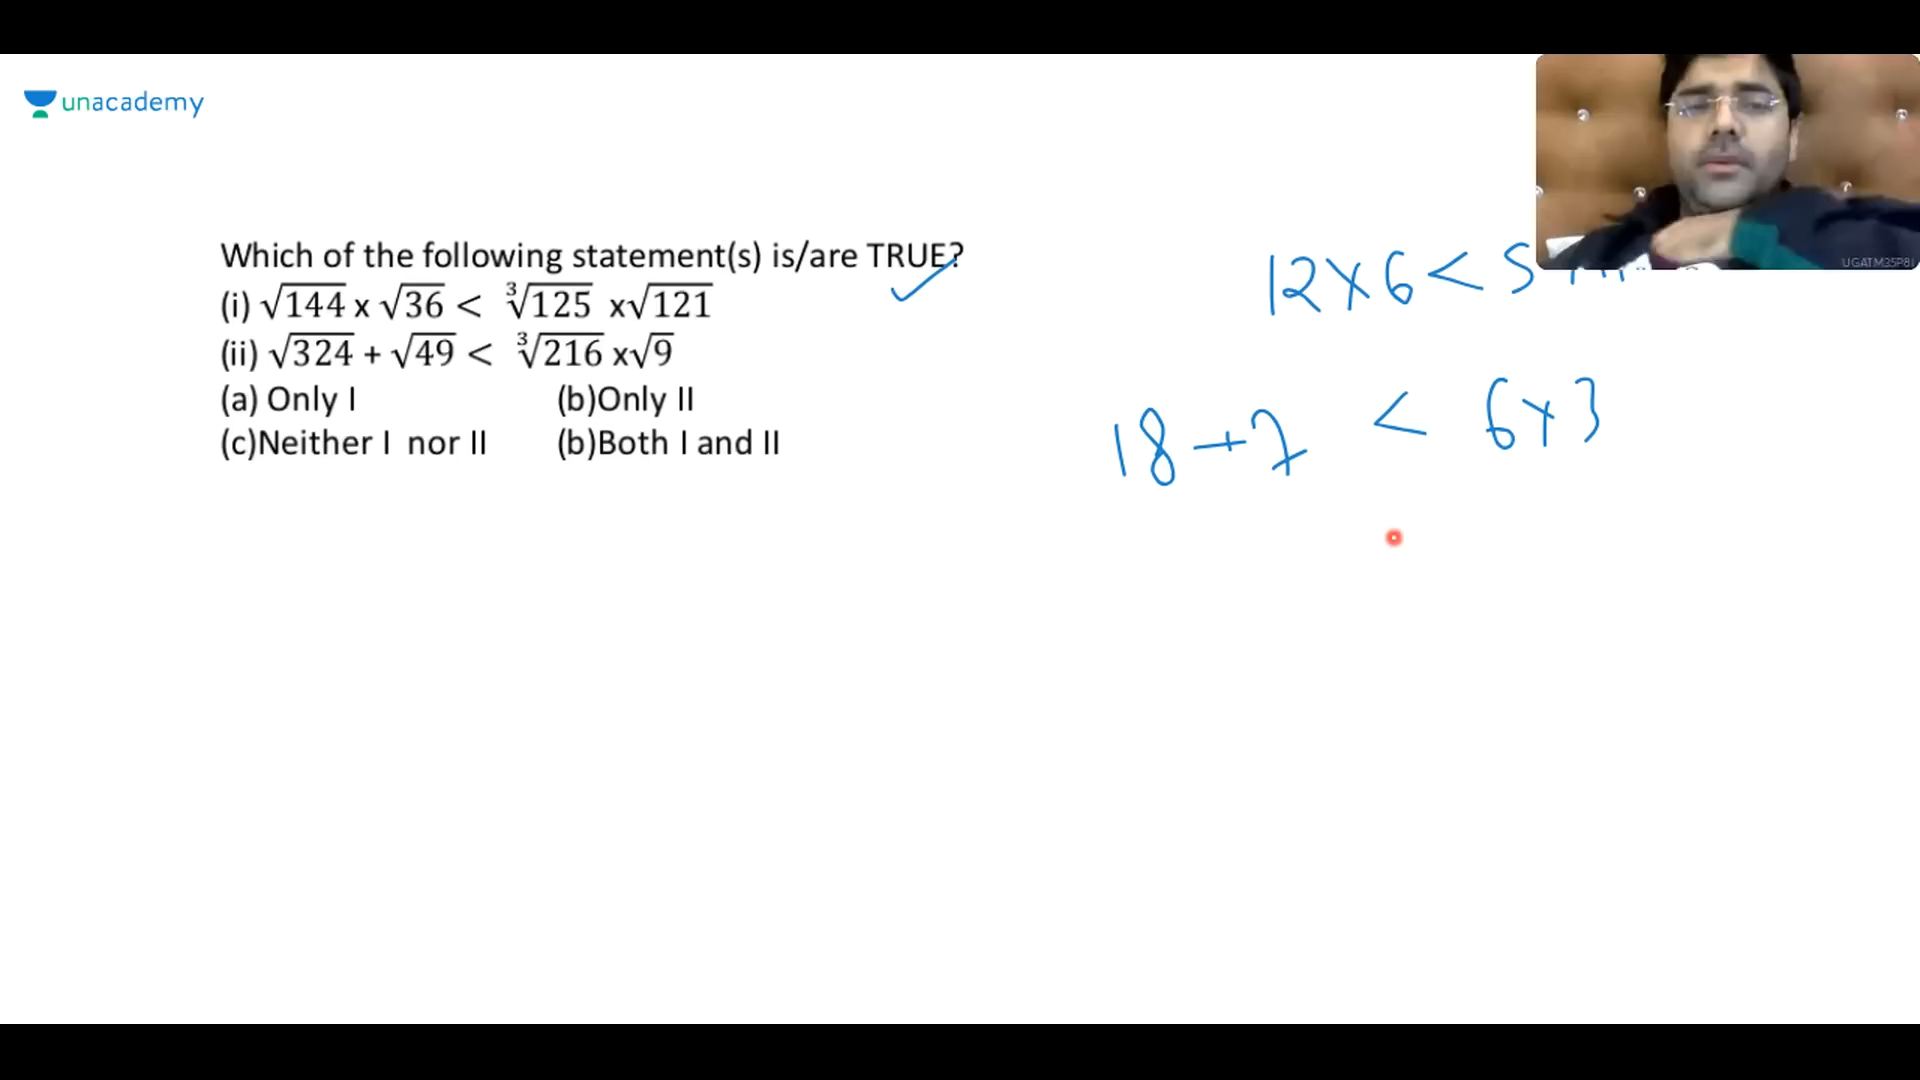 unacademy
Which of the following statement(s) is/are TRUE?
(i) √144 x √36 < ∛125 x√121
(ii) √324 + √49 < ∛216 x√9
(a) Only I (b)Only II
(c)Neither I nor II (b)Both I and II
12 x 6 < 5
18 + 7 < 6 x 3
UGATM35P8I